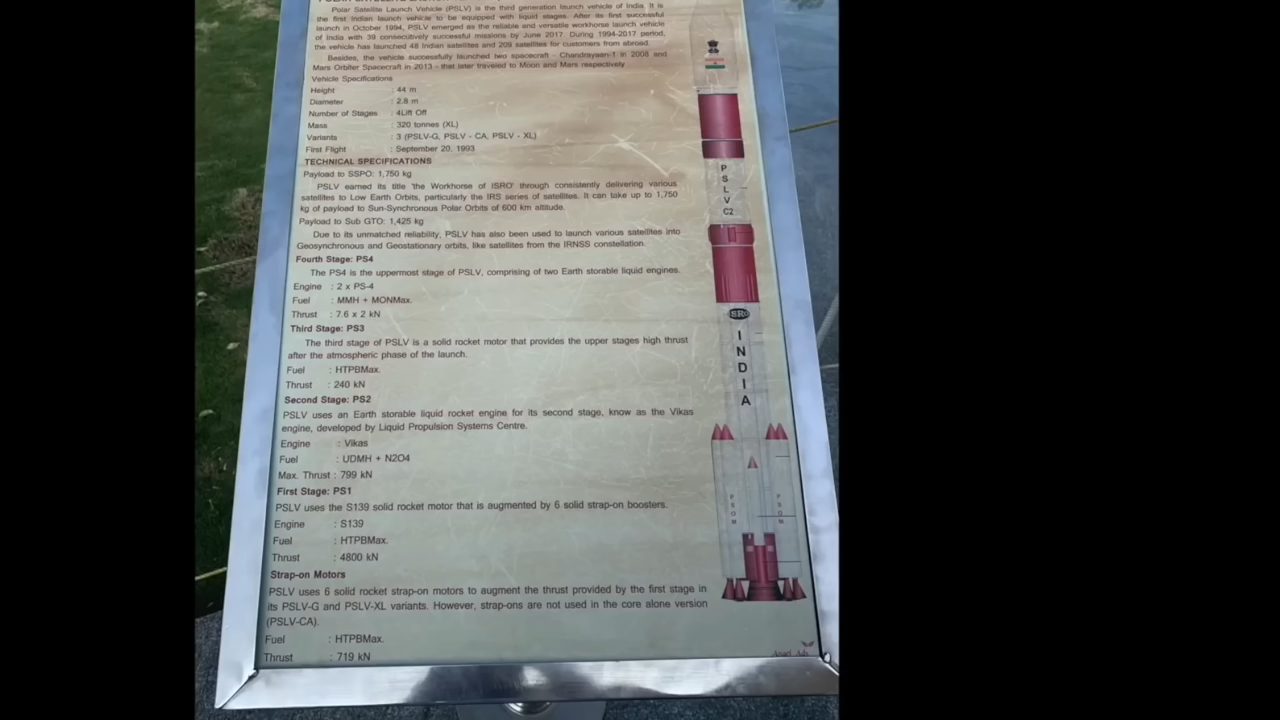 Polar Satellite Launch Vehicle (PSLV) is the third generation launch vehicle of India. It is
the first Indian launch vehicle to be equipped with liquid stages. After its first successful
launch in October 1994, PSLV emerged as the reliable and versatile workhorse launch vehicle
of India with 39 consecutively successful missions by June 2017. During 1994-2017 period,
the vehicle has launched 48 Indian satellites and 209 satellites for customers from abroad.
Besides, the vehicle successfully launched two spacecraft - Chandrayaan-1 in 2008 and
Mars Orbiter Spacecraft in 2013 - that later traveled to Moon and Mars respectively
Vehicle Specifications
Height : 44 m
Diameter : 2.8 m
Number of Stages : 4Lift Off
Mass : 320 tonnes (XL)
Variants : 3 (PSLV-G, PSLV - CA, PSLV - XL)
First Flight : September 20, 1993
TECHNICAL SPECIFICATIONS
Payload to SSPO: 1,750 kg
PSLV earned its title 'the Workhorse of ISRO' through consistently delivering various
satellites to Low Earth Orbits, particularly the IRS series of satellites. It can take up to 1,750
kg of payload to Sun-Synchronous Polar Orbits of 600 km altitude.
Payload to Sub GTO: 1,425 kg
Due to its unmatched reliability, PSLV has also been used to launch various satellites into
Geosynchronous and Geostationary orbits, like satellites from the IRNSS constellation.
Fourth Stage: PS4
The PS4 is the uppermost stage of PSLV, comprising of two Earth storable liquid engines.
Engine : 2 x PS-4
Fuel : MMH + MONMax.
Thrust : 7.6 x 2 kN
Third Stage: PS3
The third stage of PSLV is a solid rocket motor that provides the upper stages high thrust
after the atmospheric phase of the launch.
Fuel : HTPBMax.
Thrust : 240 kN
Second Stage: PS2
PSLV uses an Earth storable liquid rocket engine for its second stage, know as the Vikas
engine, developed by Liquid Propulsion Systems Centre.
Engine : Vikas
Fuel : UDMH + N2O4
Max. Thrust : 799 kN
First Stage: PS1
PSLV uses the S139 solid rocket motor that is augmented by 6 solid strap-on boosters.
Engine : S139
Fuel : HTPBMax.
Thrust : 4800 kN
Strap-on Motors
PSLV uses 6 solid rocket strap-on motors to augment the thrust provided by the first stage in
its PSLV-G and PSLV-XL variants. However, strap-ons are not used in the core alone version
(PSLV-CA).
Fuel : HTPBMax.
Thrust : 719 kN
P
S
L
V
C2
INDIA
PSOM
PSOM